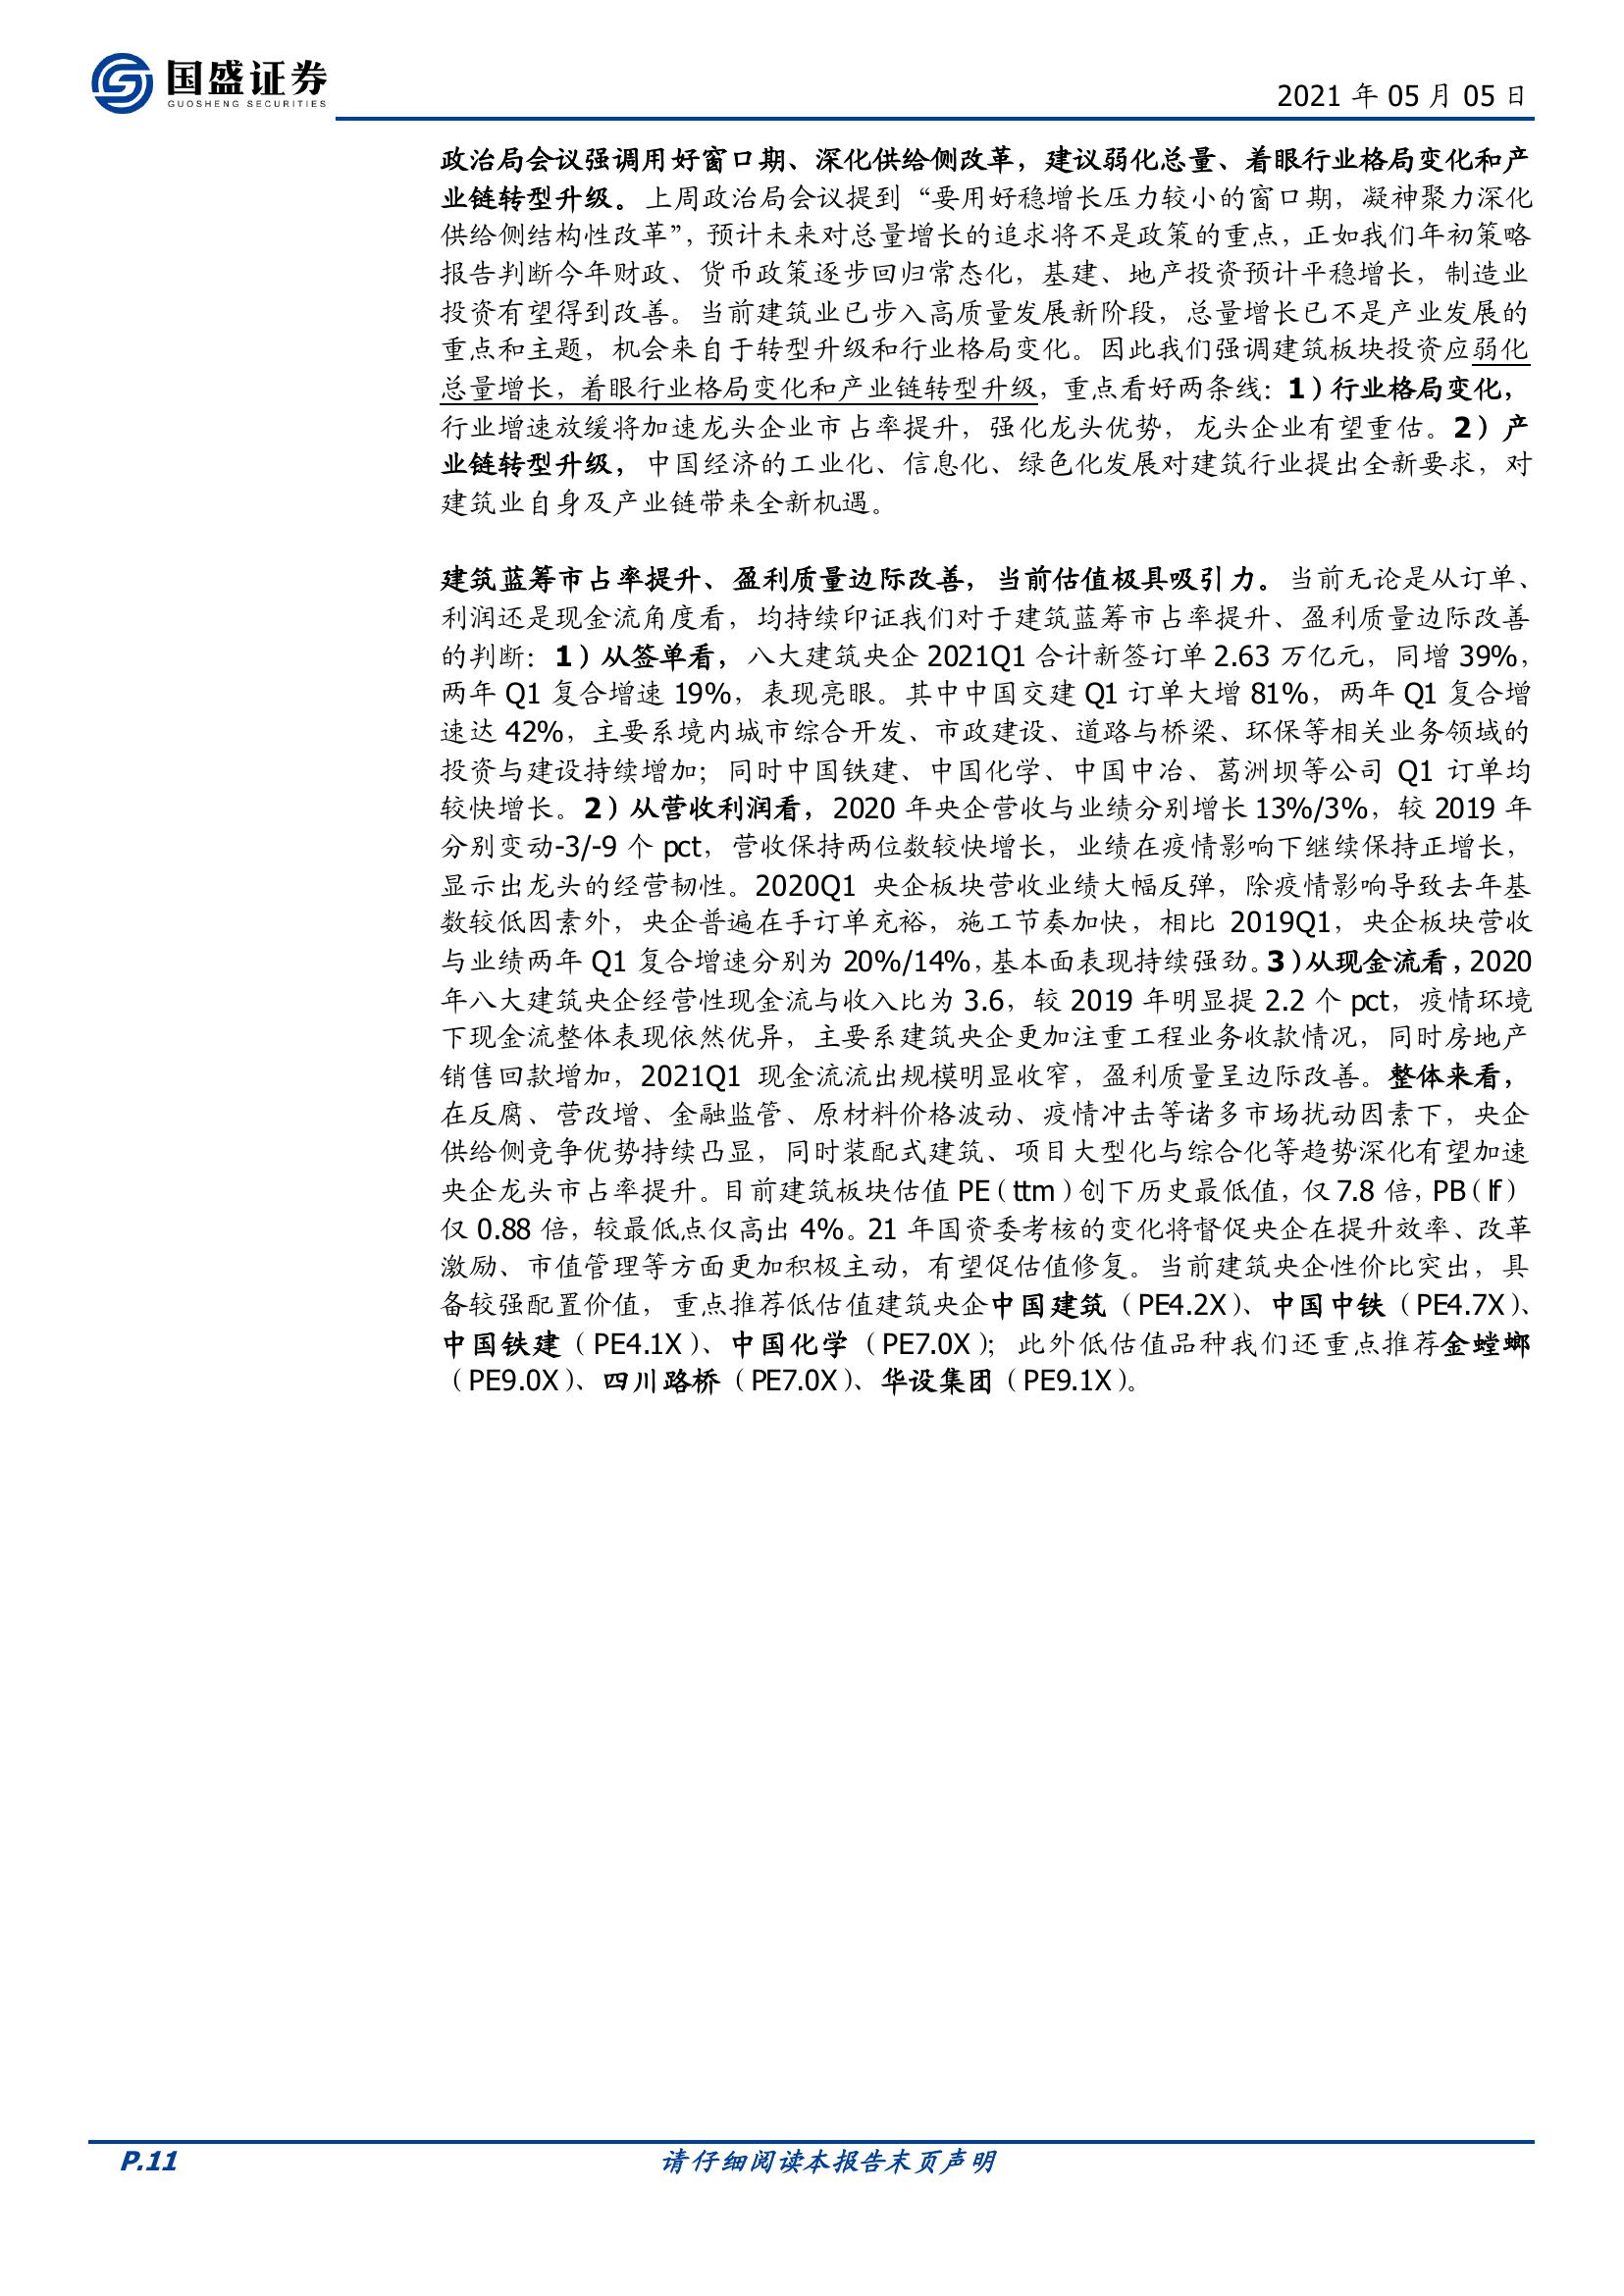 国盛证券
GUOSHENG SECURITIES
2021 年 05 月 05 日
政治局会议强调用好窗口期、深化供给侧改革，建议弱化总量、着眼行业格局变化和产
业链转型升级。上周政治局会议提到“要用好稳增长压力较小的窗口期，凝神聚力深化
供给侧结构性改革”，预计未来对总量增长的追求将不是政策的重点，正如我们年初策略
报告判断今年财政、货币政策逐步回归常态化，基建、地产投资预计平稳增长，制造业
投资有望得到改善。当前建筑业已步入高质量发展新阶段，总量增长已不是产业发展的
重点和主题，机会来自于转型升级和行业格局变化。因此我们强调建筑板块投资应弱化
总量增长，着眼行业格局变化和产业链转型升级，重点看好两条线：1）行业格局变化，
行业增速放缓将加速龙头企业市占率提升，强化龙头优势，龙头企业有望重估。2）产
业链转型升级，中国经济的工业化、信息化、绿色化发展对建筑行业提出全新要求，对
建筑业自身及产业链带来全新机遇。
建筑蓝筹市占率提升、盈利质量边际改善，当前估值极具吸引力。当前无论是从订单、
利润还是现金流角度看，均持续印证我们对于建筑蓝筹市占率提升、盈利质量边际改善
的判断：1）从签单看，八大建筑央企 2021Q1 合计新签订单 2.63 万亿元，同增 39%，
两年 Q1 复合增速 19%，表现亮眼。其中中国交建 Q1 订单大增 81%，两年 Q1 复合增
速达 42%，主要系境内城市综合开发、市政建设、道路与桥梁、环保等相关业务领域的
投资与建设持续增加；同时中国铁建、中国化学、中国中冶、葛洲坝等公司 Q1 订单均
较快增长。2）从营收利润看，2020 年央企营收与业绩分别增长 13%/3%，较 2019 年
分别变动-3/-9 个 pct，营收保持两位数较快增长，业绩在疫情影响下继续保持正增长，
显示出龙头的经营韧性。2020Q1 央企板块营收业绩大幅反弹，除疫情影响导致去年基
数较低因素外，央企普遍在手订单充裕，施工节奏加快，相比 2019Q1，央企板块营收
与业绩两年 Q1 复合增速分别为 20%/14%，基本面表现持续强劲。3）从现金流看，2020
年八大建筑央企经营性现金流与收入比为 3.6，较 2019 年明显提 2.2 个 pct，疫情环境
下现金流整体表现依然优异，主要系建筑央企更加注重工程业务收款情况，同时房地产
销售回款增加，2021Q1 现金流流出规模明显收窄，盈利质量呈边际改善。整体来看，
在反腐、营改增、金融监管、原材料价格波动、疫情冲击等诸多市场扰动因素下，央企
供给侧竞争优势持续凸显，同时装配式建筑、项目大型化与综合化等趋势深化有望加速
央企龙头市占率提升。目前建筑板块估值 PE（ttm）创下历史最低值，仅 7.8 倍，PB（lf）
仅 0.88 倍，较最低点仅高出 4%。21 年国资委考核的变化将督促央企在提升效率、改革
激励、市值管理等方面更加积极主动，有望促估值修复。当前建筑央企性价比突出，具
备较强配置价值，重点推荐低估值建筑央企中国建筑（PE4.2X）、中国中铁（PE4.7X）、
中国铁建（PE4.1X）、中国化学（PE7.0X）；此外低估值品种我们还重点推荐金螳螂
（PE9.0X）、四川路桥（PE7.0X）、华设集团（PE9.1X）。
P.11
请仔细阅读本报告末页声明